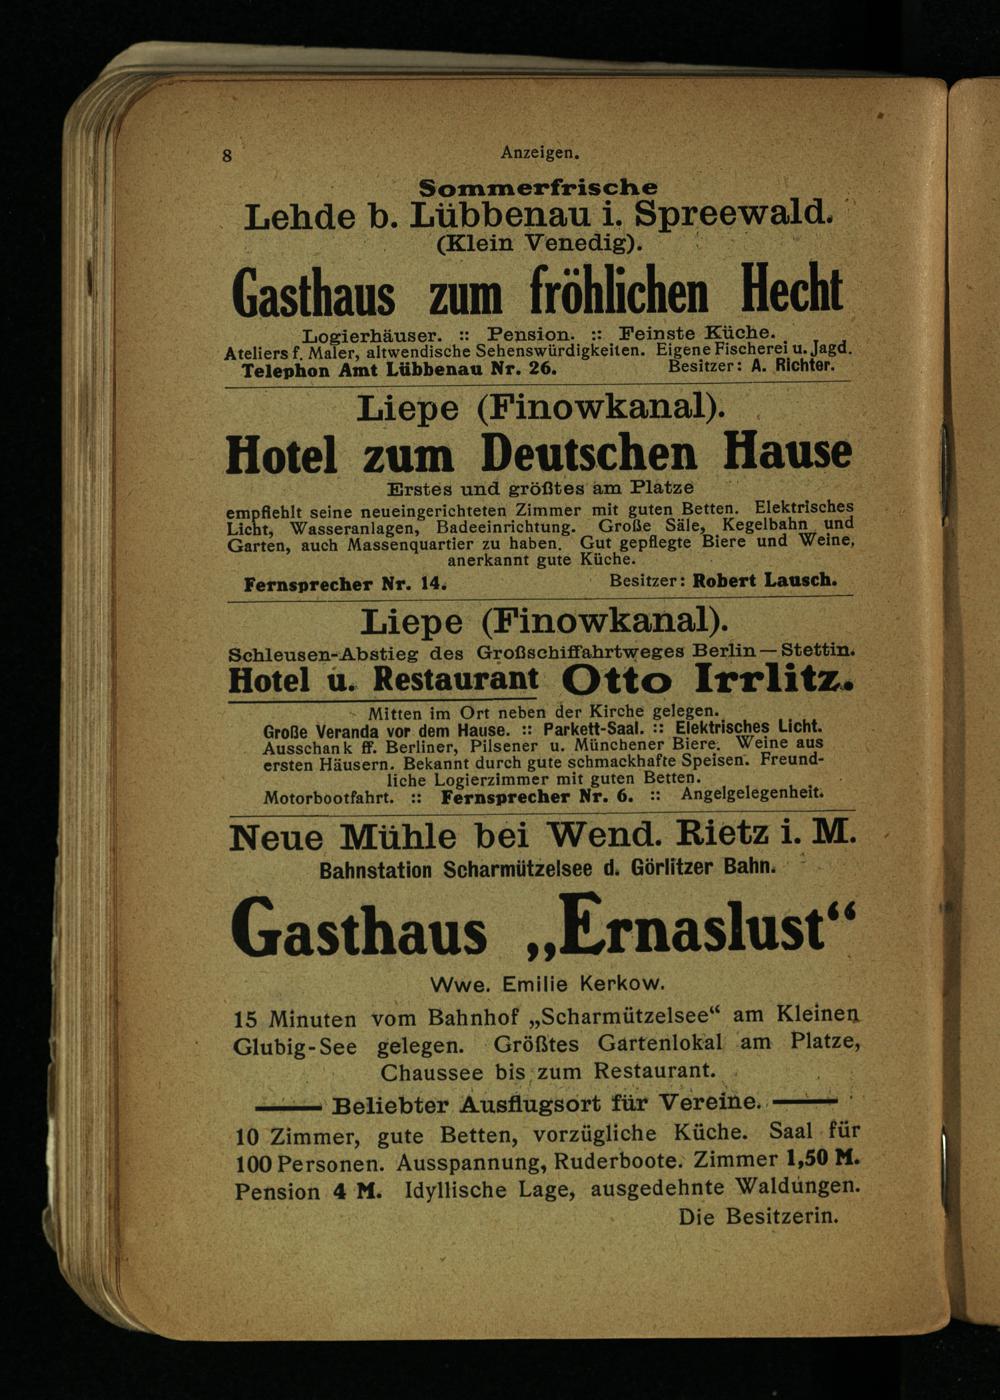 8
Anzeigen.
Sommerfrische
Lehde b. Lübbenau i. Spreewald.
(Klein Venedig).
Gasthaus zum fröhlichen Hecht
Logierhäuser. :: Pension. :: Feinste Küche.
Ateliers f. Maler, altwendische Sehenswürdigkeiten. Eigene Fischerei u. Jagd.
Telephon Amt Lübbenau Nr. 26. Besitzer: A. Richter.
Liepe (Finowkanal).
Hotel zum Deutschen Hause
Erstes und größtes am Platze
empfiehlt seine neueingerichteten Zimmer mit guten Betten. Elektrisches
Licht, Wasseranlagen, Badeeinrichtung. Große Säle, Kegelbahn und
Garten, auch Massenquartier zu haben. Gut gepflegte Biere und Weine,
anerkannt gute Küche.
Fernsprecher Nr. 14. Besitzer: Robert Lausch.
Liepe (Finowkanal).
Schleusen-Abstieg des Großschiffahrtweges Berlin — Stettin.
Hotel u. Restaurant Otto Irrlitz.
Mitten im Ort neben der Kirche gelegen.
Große Veranda vor dem Hause. :: Parkett-Saal. :: Elektrisches Licht.
Ausschank ff. Berliner, Pilsener u. Münchener Biere. Weine aus
ersten Häusern. Bekannt durch gute schmackhafte Speisen. Freund-
liche Logierzimmer mit guten Betten.
Motorbootfahrt. :: Fernsprecher Nr. 6. :: Angelgelegenheit.
Neue Mühle bei Wend. Rietz i. M.
Bahnstation Scharmützelsee d. Görlitzer Bahn.
Gasthaus „Ernaslust“
Wwe. Emilie Kerkow.
15 Minuten vom Bahnhof „Scharmützelsee“ am Kleinen
Glubig-See gelegen. Größtes Gartenlokal am Platze,
Chaussee bis zum Restaurant.
—— Beliebter Ausflugsort für Vereine. ——
10 Zimmer, gute Betten, vorzügliche Küche. Saal für
100 Personen. Ausspannung, Ruderboote. Zimmer 1,50 M.
Pension 4 M. Idyllische Lage, ausgedehnte Waldungen.
Die Besitzerin.